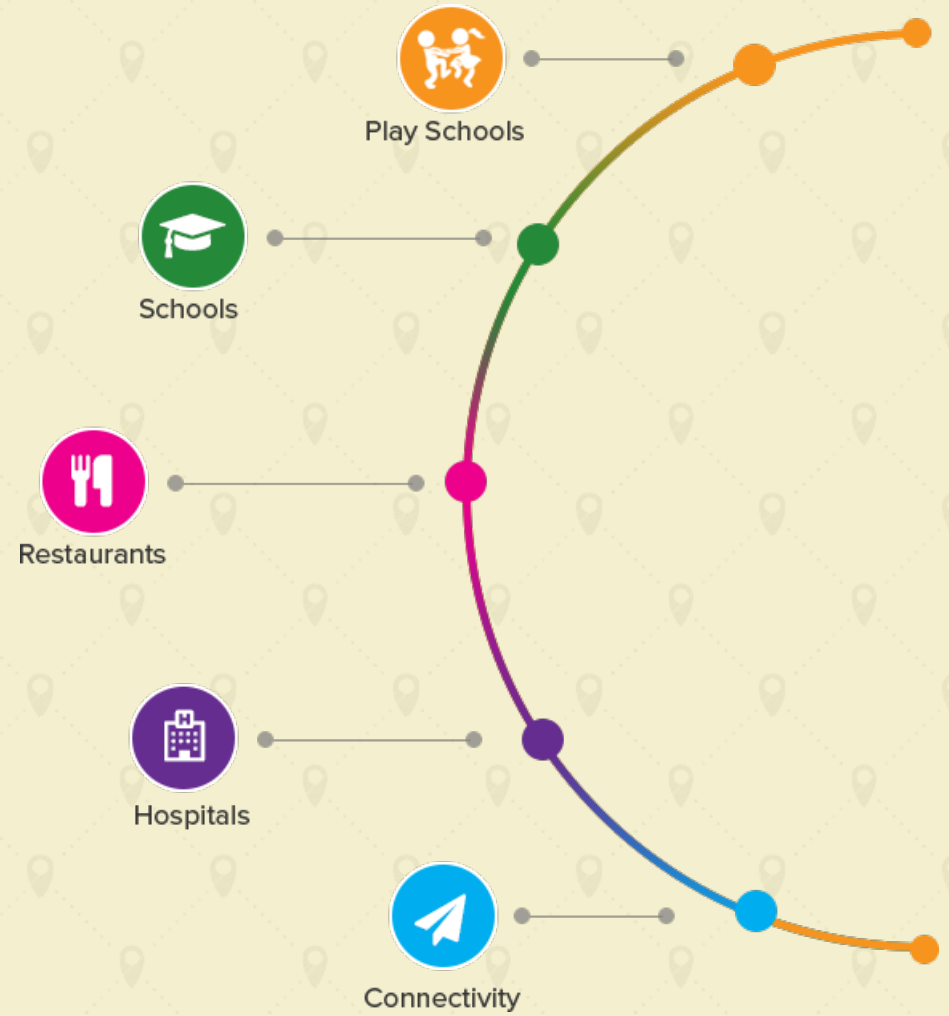 Play Schools
Schools
Restaurants
H
Hospitals
Connectivity